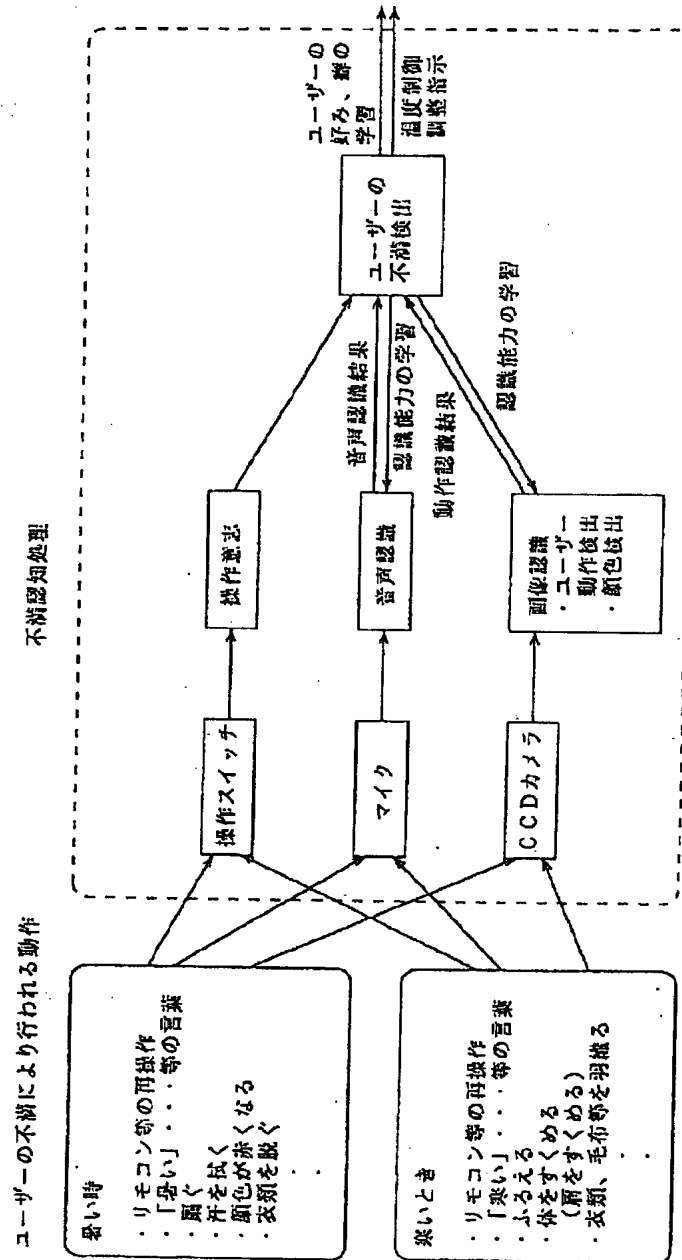 ユーザーの不満により行われる動作
暑い時
・リモコン等の再操作
・「暑い」・・・等の言葉
・扇ぐ
・汗を拭く
・顔色が赤くなる
・衣類を脱ぐ
・
・
寒いとき
・リモコン等の再操作
・「寒い」・・・等の言葉
・ふるえる
・体をすくめる
(肩をすくめる)
・衣類、毛布等を羽織る
・
・
不満認知処理
操作スイッチ
マイク
CCDカメラ
操作意志
音声認識
画像認識
・ユーザー
動作検出
・顔色検出
音声認識結果
認識能力の学習
動作認識結果
認識能力の学習
ユーザーの
不満検出
ユーザーの
好み、癖の
学習
温度制御
調整指示